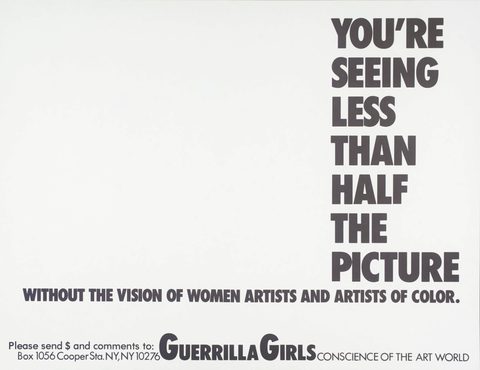 YOU'RE
SEEING
LESS
THAN
HALF
THE
PICTURE
WITHOUT THE VISION OF WOMEN ARTISTS AND ARTISTS OF COLOR.
Please send $ and comments to:
Box 1056 Cooper Sta. NY, NY 10276 GUERRILLA GIRLS CONSCIENCE OF THE ART WORLD